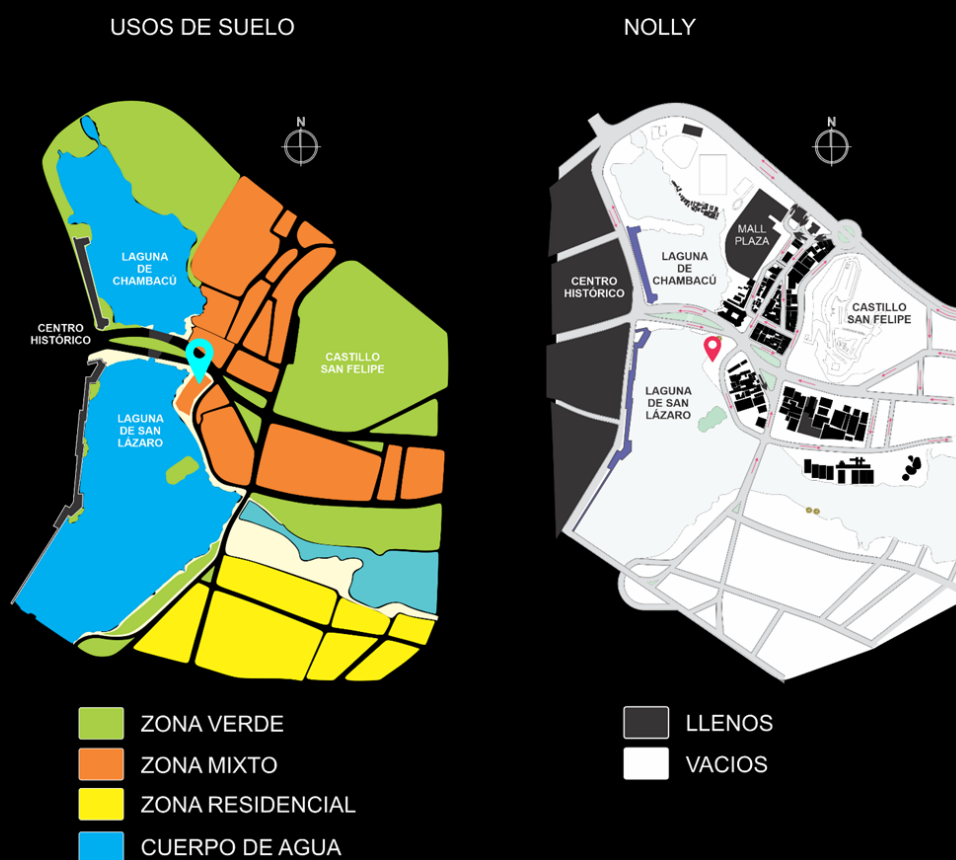 USOS DE SUELO
N
LAGUNA
DE
CHAMBACÚ
CENTRO
HISTÓRICO
CASTILLO
SAN FELIPE
LAGUNA
DE SAN
LÁZARO
ZONA VERDE
ZONA MIXTO
ZONA RESIDENCIAL
CUERPO DE AGUA
NOLLY
N
MALL
PLAZA
LAGUNA
DE
CHAMBACÚ
CENTRO
HISTÓRICO
CASTILLO
SAN FELIPE
LAGUNA
DE SAN
LÁZARO
LLENOS
VACIOS